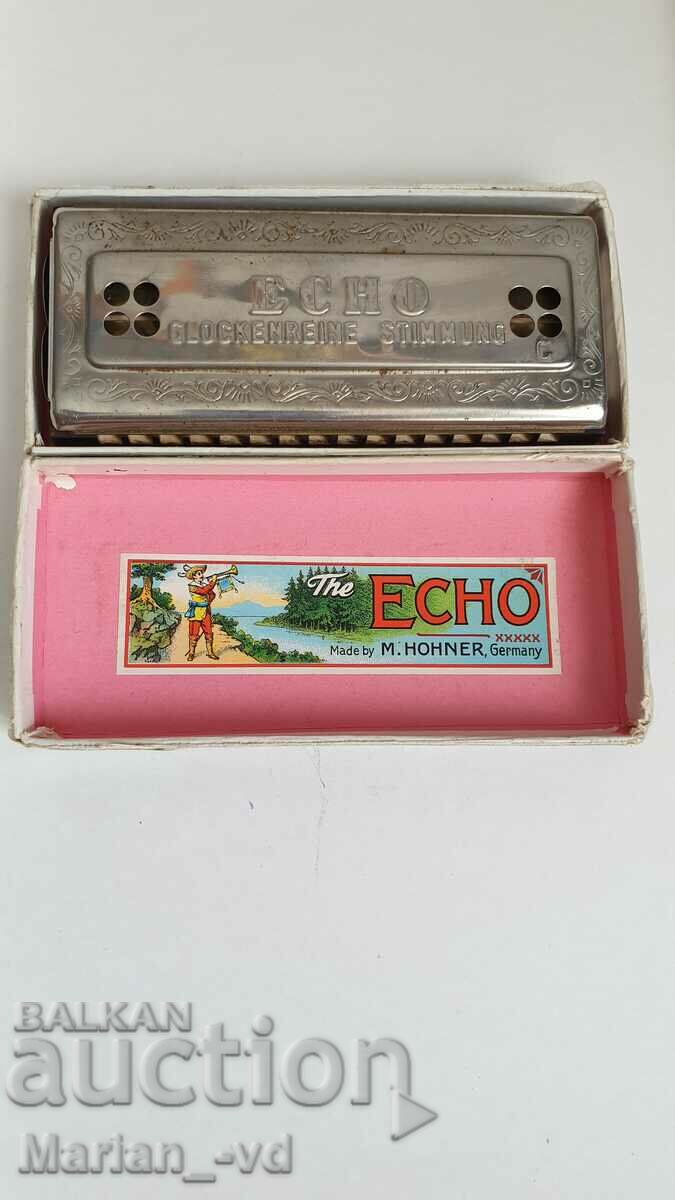 ECHO
GLOCKENREINE STIMMUNG
G
The ECHO
XXXXX
Made by M. HOHNER, Germany
BALKAN
auction
Marian_-vd